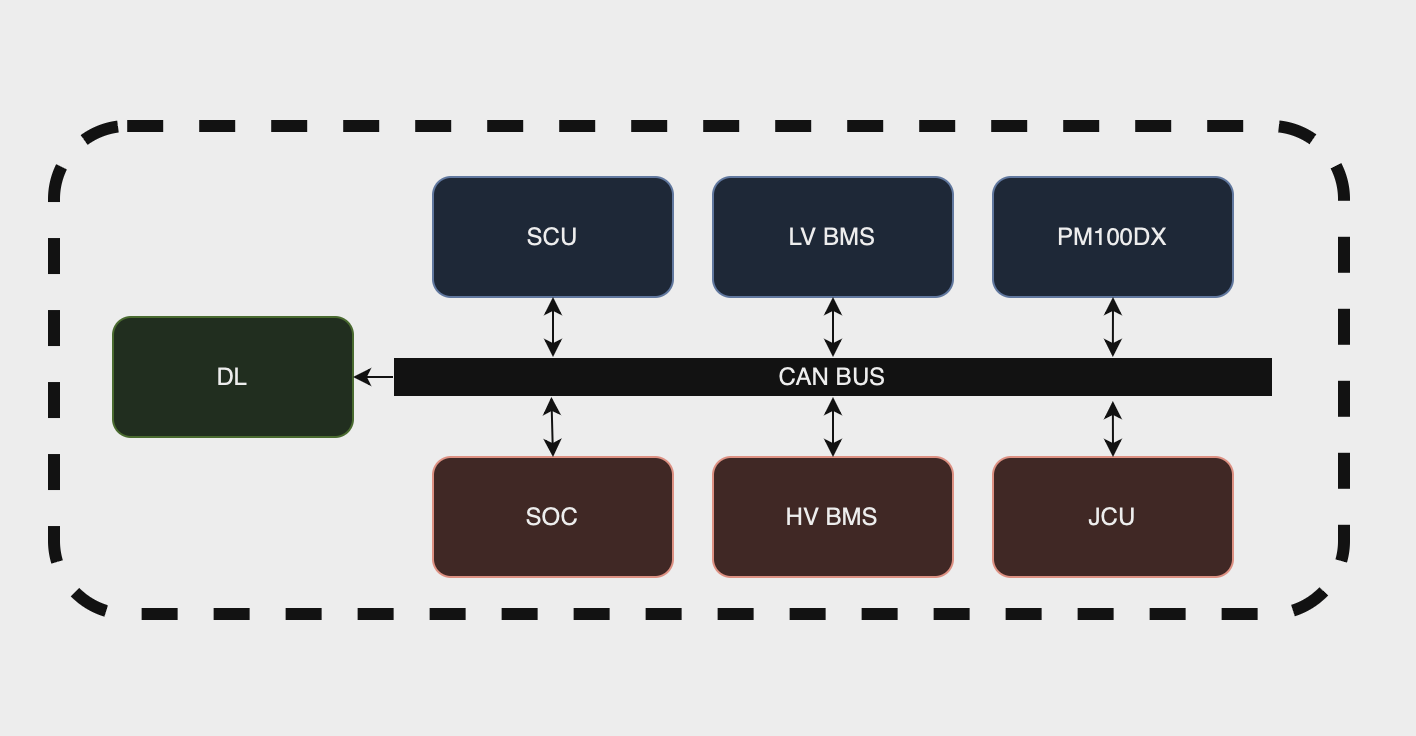 SCU
LV BMS
PM100DX
DL
CAN BUS
SOC
HV BMS
JCU